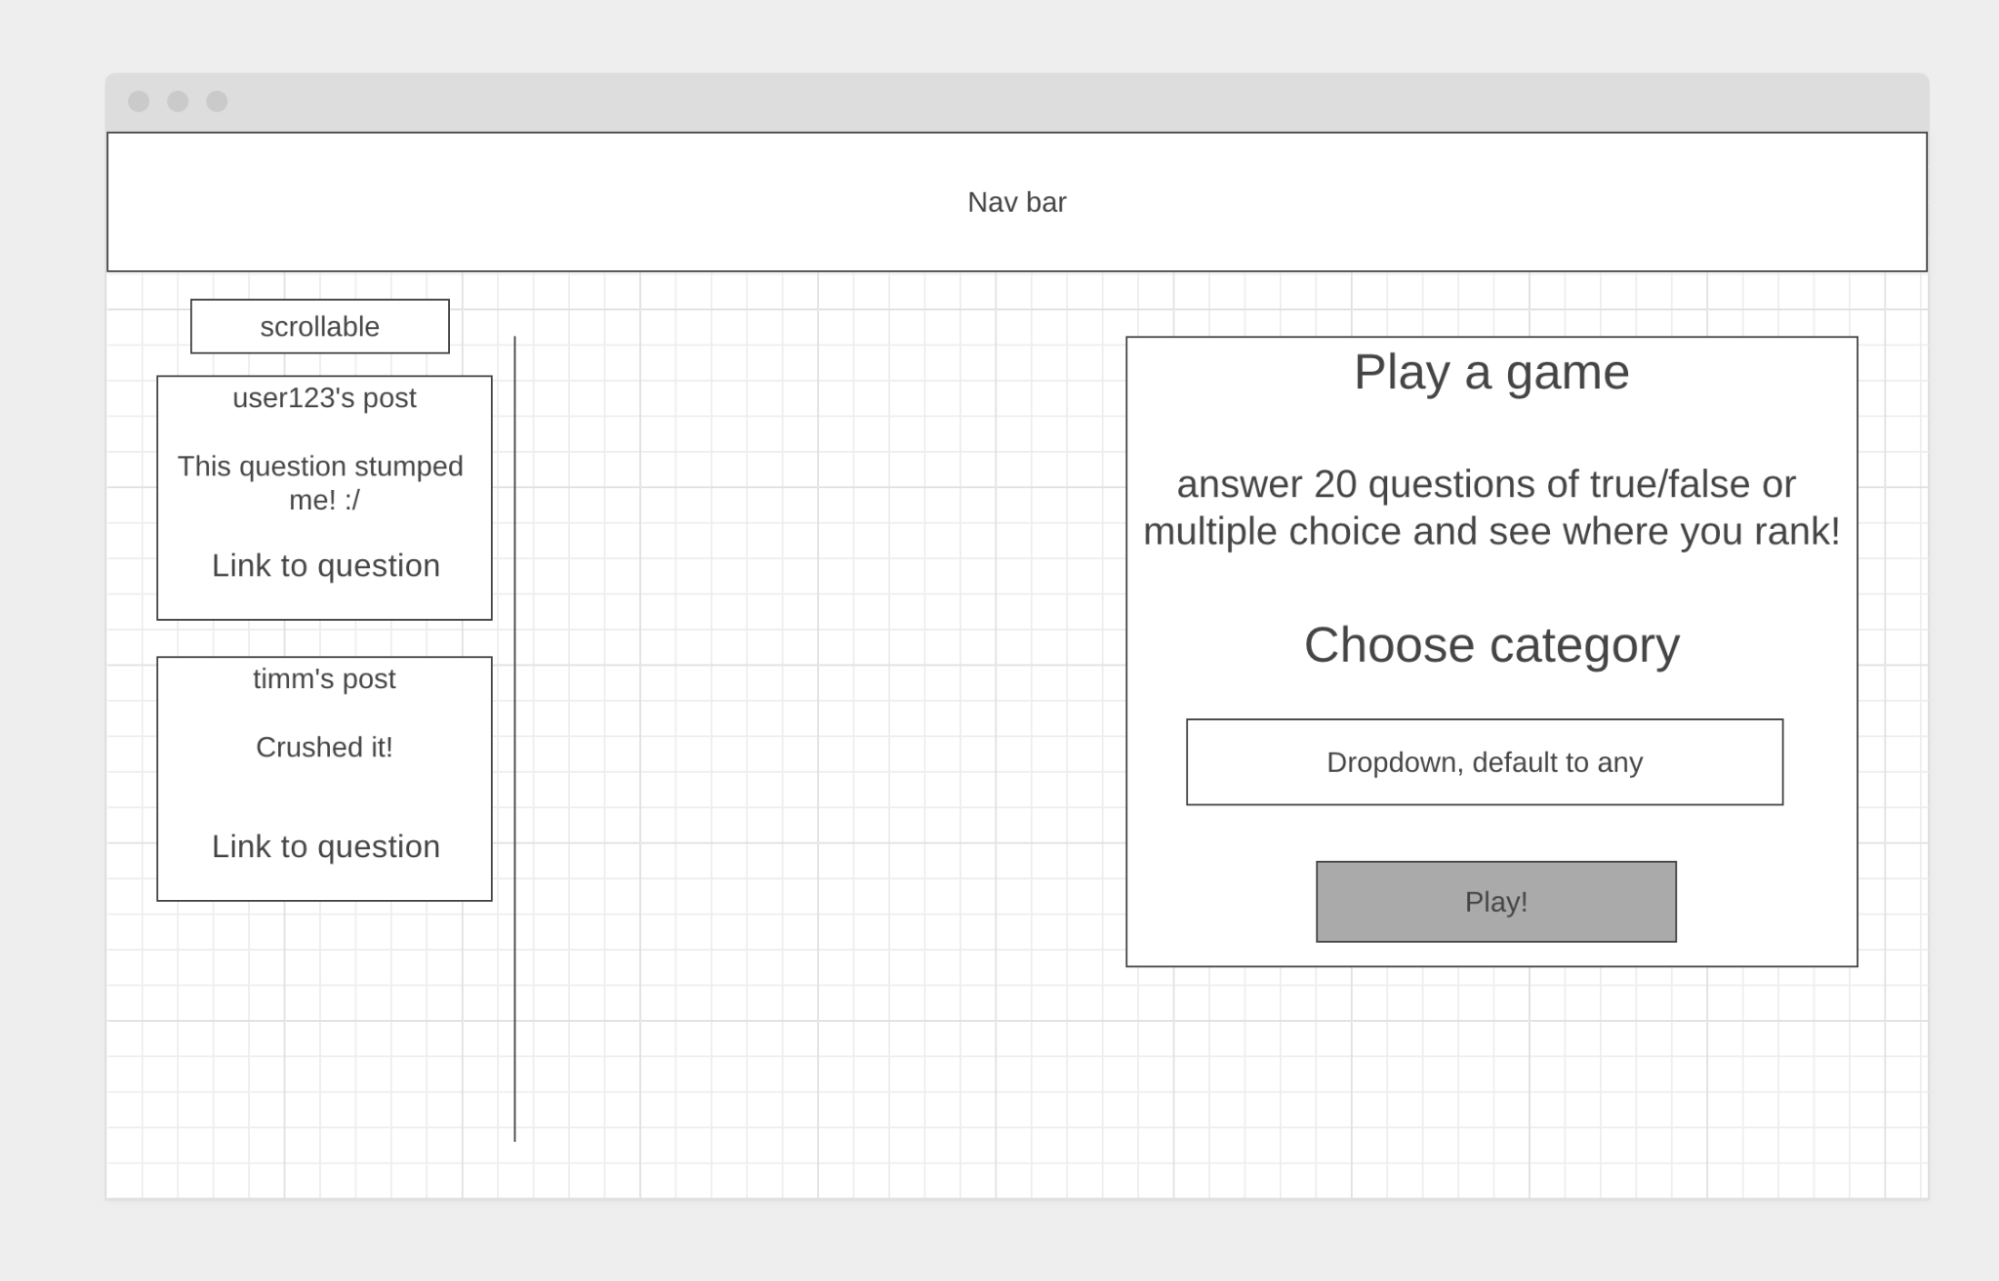 Nav bar
scrollable
user123's post
This question stumped
me! :/
Link to question
timm's post
Crushed it!
Link to question
Play a game
answer 20 questions of true/false or
multiple choice and see where you rank!
Choose category
Dropdown, default to any
Play!